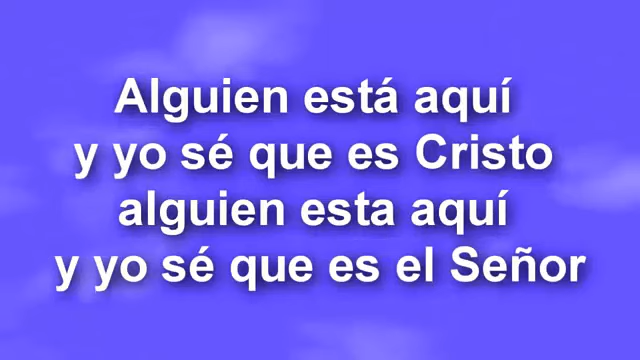 Alguien está aquí
y yo sé que es Cristo
alguien esta aquí
y yo sé que es el Señor